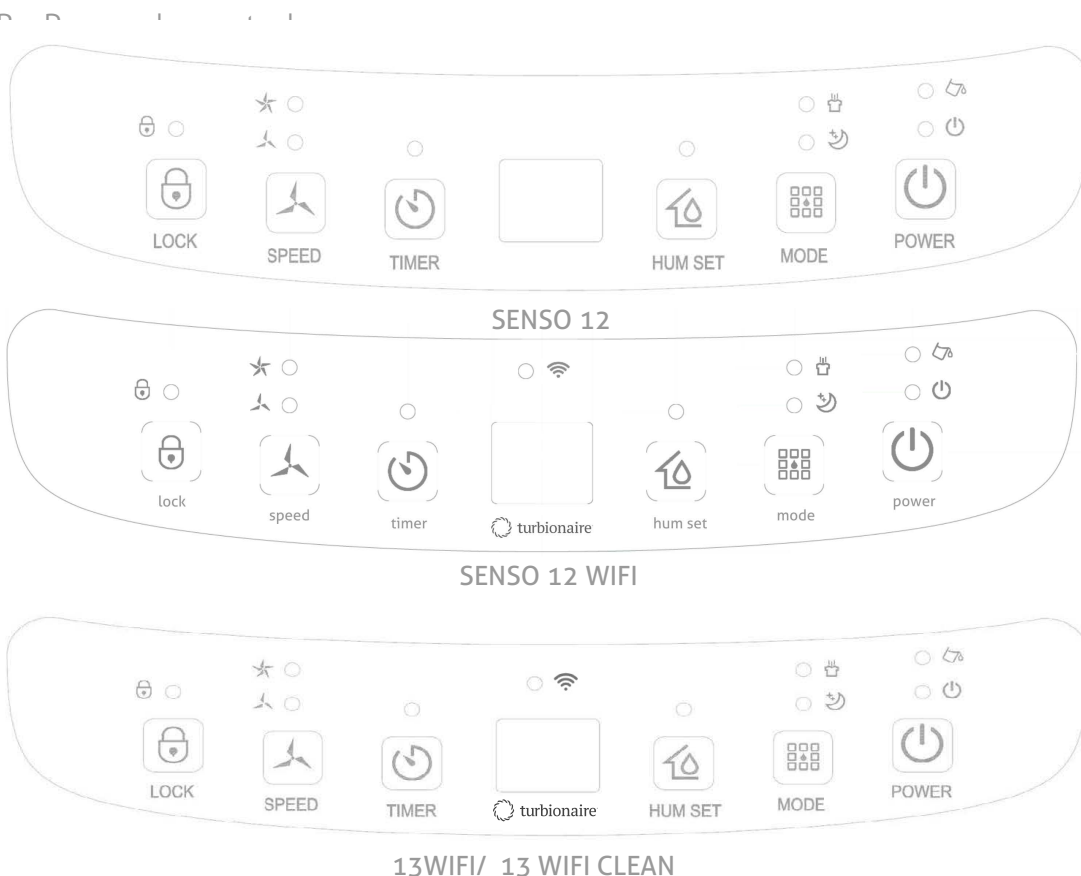 LOCK SPEED TIMER HUM SET MODE POWER
SENSO 12
lock speed timer turbionaire hum set mode power
SENSO 12 WIFI
LOCK SPEED TIMER turbionaire HUM SET MODE POWER
13WIFI/ 13 WIFI CLEAN